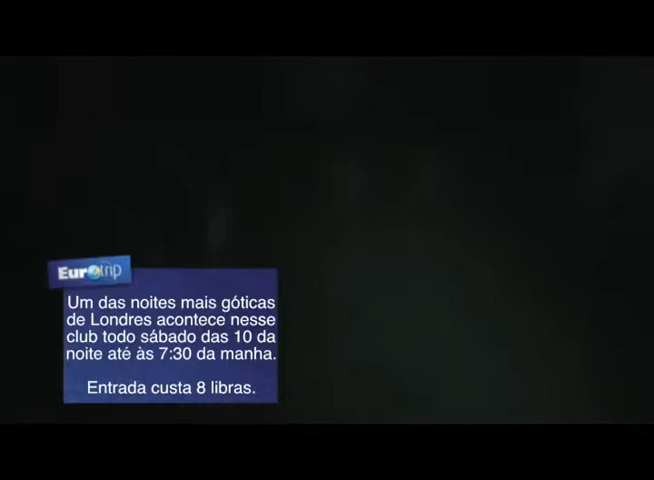 Eurotrip
Um das noites mais góticas
de Londres acontece nesse
club todo sábado das 10 da
noite até às 7:30 da manha.
Entrada custa 8 libras.